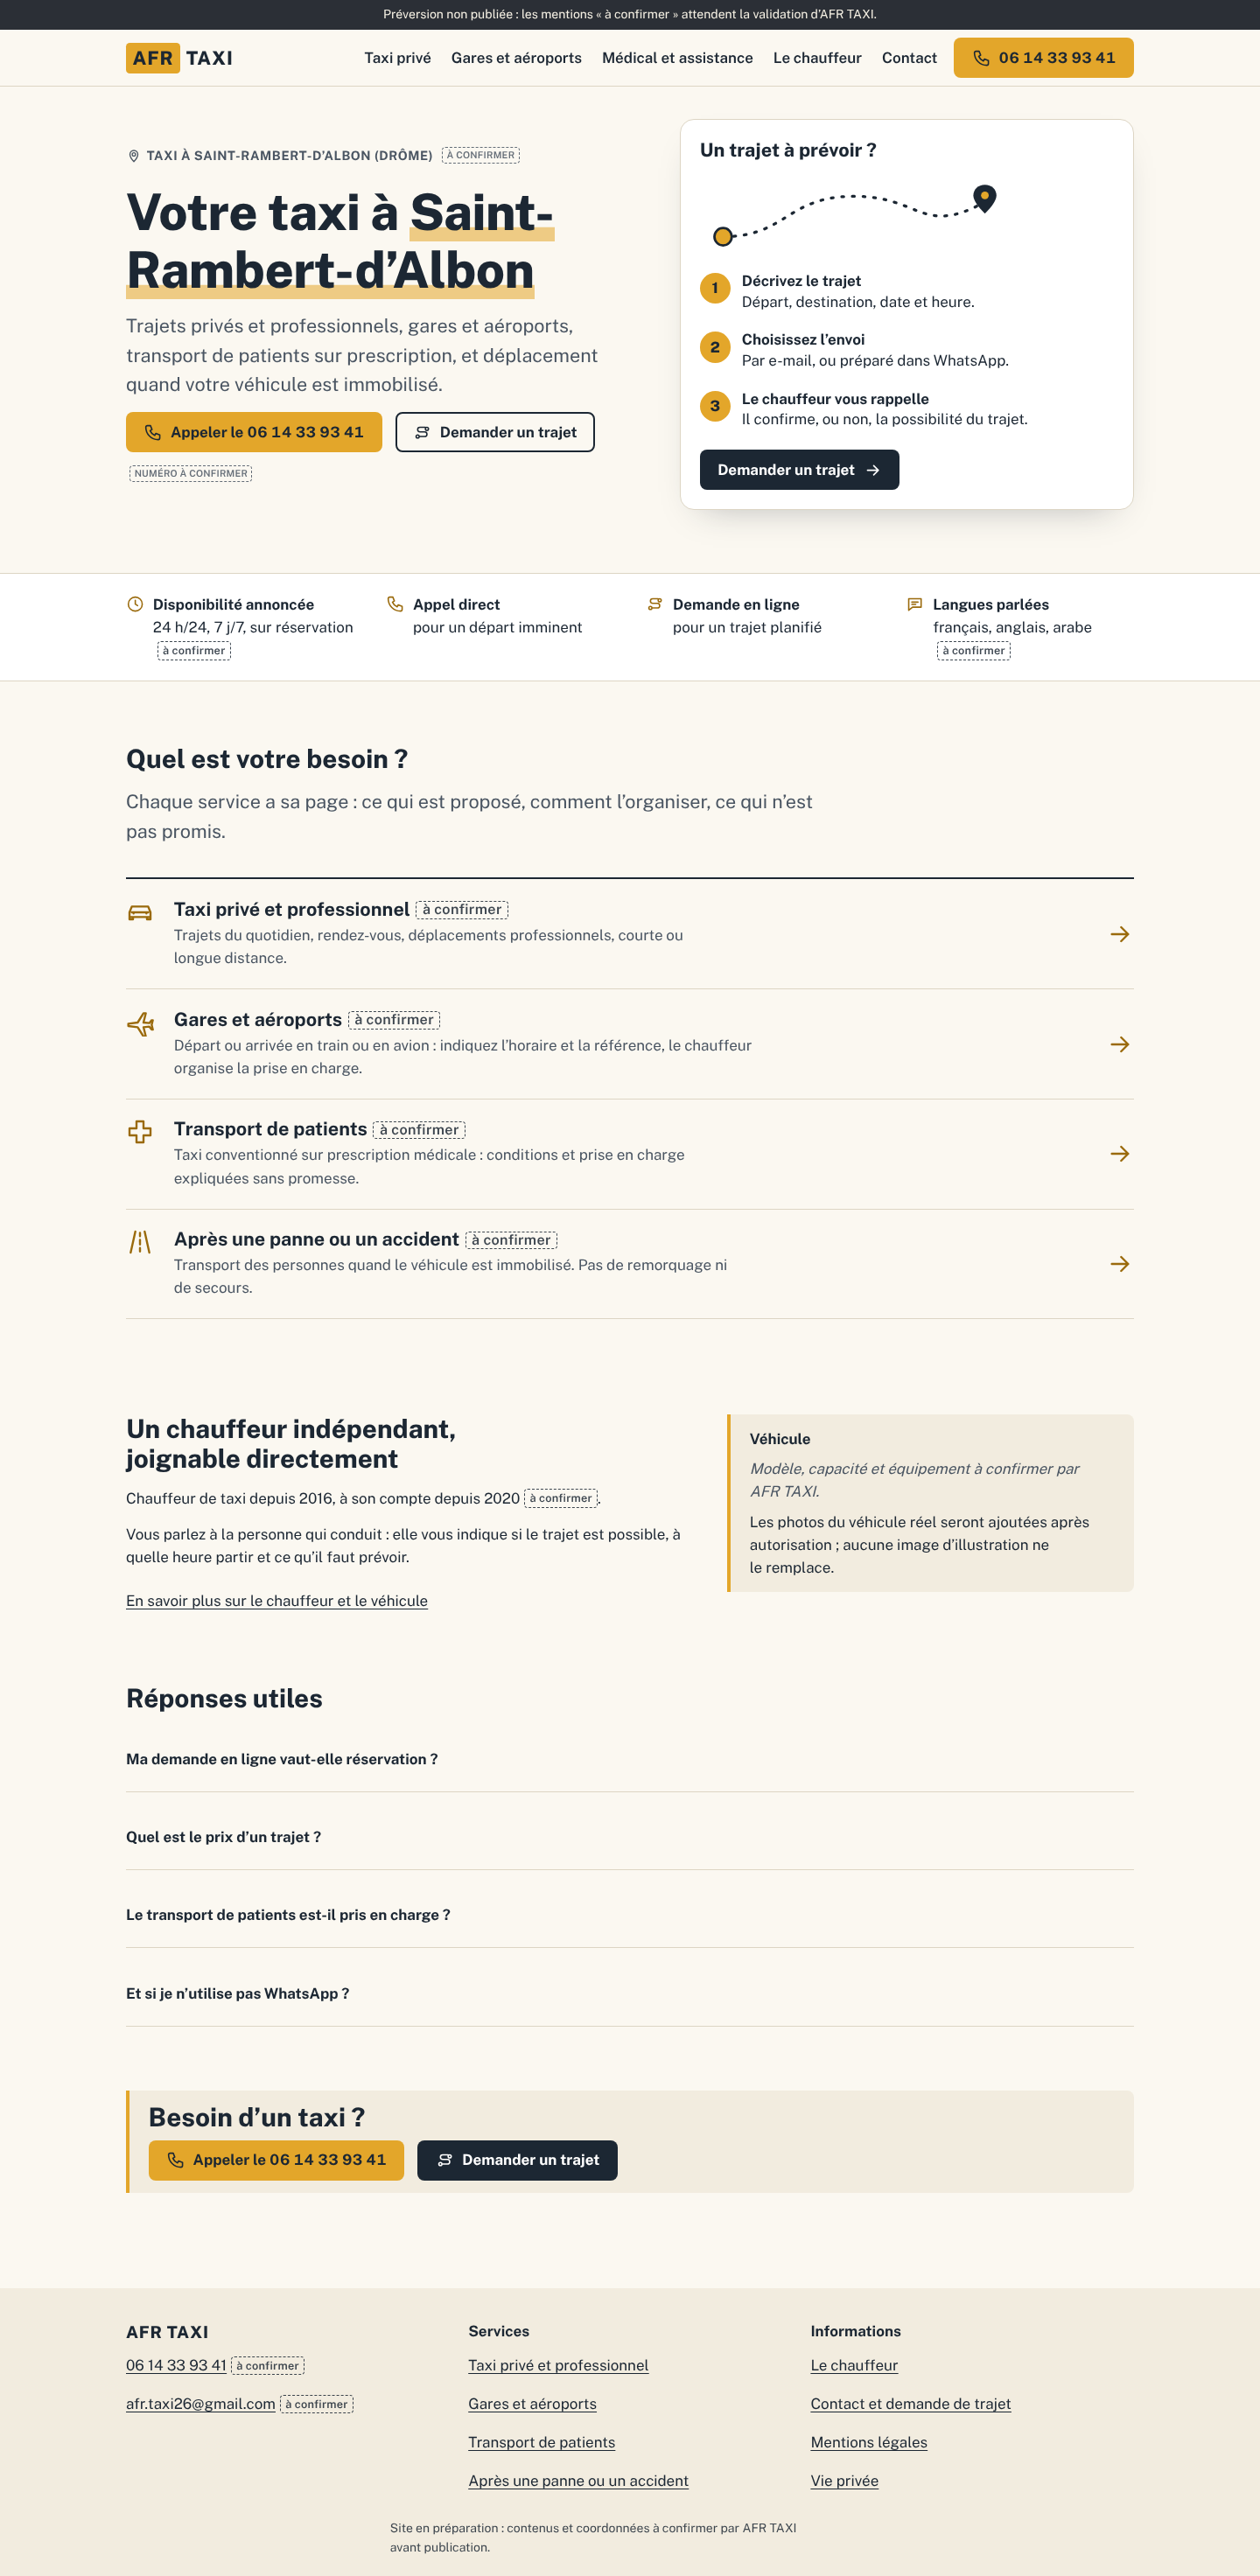 Préversion non publiée : les mentions « à confirmer » attendent la validation d’AFR TAXI.
AFR TAXI
Taxi privé
Gares et aéroports
Médical et assistance
Le chauffeur
Contact
06 14 33 93 41
TAXI À SAINT-RAMBERT-D’ALBON (DRÔME) À CONFIRMER
Votre taxi à Saint-
Rambert-d’Albon
Trajets privés et professionnels, gares et aéroports,
transport de patients sur prescription, et déplacement
quand votre véhicule est immobilisé.
Appeler le 06 14 33 93 41
Demander un trajet
NUMÉRO À CONFIRMER
Un trajet à prévoir ?
1
Décrivez le trajet
Départ, destination, date et heure.
2
Choisissez l’envoi
Par e-mail, ou préparé dans WhatsApp.
3
Le chauffeur vous rappelle
Il confirme, ou non, la possibilité du trajet.
Demander un trajet
Disponibilité annoncée
24 h/24, 7 j/7, sur réservation
à confirmer
Appel direct
pour un départ imminent
Demande en ligne
pour un trajet planifié
Langues parlées
français, anglais, arabe
à confirmer
Quel est votre besoin ?
Chaque service a sa page : ce qui est proposé, comment l’organiser, ce qui n’est
pas promis.
Taxi privé et professionnel à confirmer
Trajets du quotidien, rendez-vous, déplacements professionnels, courte ou
longue distance.
Gares et aéroports à confirmer
Départ ou arrivée en train ou en avion : indiquez l’horaire et la référence, le chauffeur
organise la prise en charge.
Transport de patients à confirmer
Taxi conventionné sur prescription médicale : conditions et prise en charge
expliquées sans promesse.
Après une panne ou un accident à confirmer
Transport des personnes quand le véhicule est immobilisé. Pas de remorquage ni
de secours.
Un chauffeur indépendant,
joignable directement
Chauffeur de taxi depuis 2016, à son compte depuis 2020 à confirmer.
Vous parlez à la personne qui conduit : elle vous indique si le trajet est possible, à
quelle heure partir et ce qu’il faut prévoir.
En savoir plus sur le chauffeur et le véhicule
Véhicule
Modèle, capacité et équipement à confirmer par
AFR TAXI.
Les photos du véhicule réel seront ajoutées après
autorisation ; aucune image d’illustration ne
le remplace.
Réponses utiles
Ma demande en ligne vaut-elle réservation ?
Quel est le prix d’un trajet ?
Le transport de patients est-il pris en charge ?
Et si je n’utilise pas WhatsApp ?
Besoin d’un taxi ?
Appeler le 06 14 33 93 41
Demander un trajet
AFR TAXI
06 14 33 93 41 à confirmer
afr.taxi26@gmail.com à confirmer
Services
Taxi privé et professionnel
Gares et aéroports
Transport de patients
Après une panne ou un accident
Informations
Le chauffeur
Contact et demande de trajet
Mentions légales
Vie privée
Site en préparation : contenus et coordonnées à confirmer par AFR TAXI
avant publication.